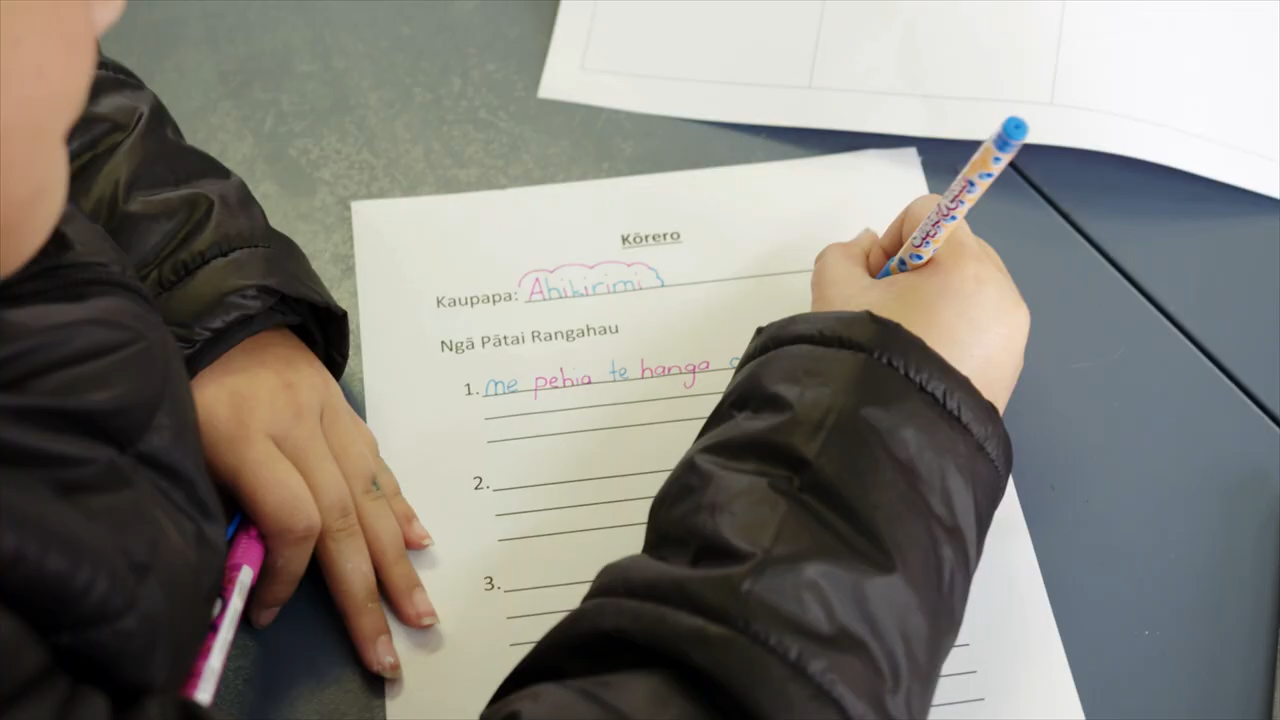 Kōrero
Kaupapa: Ahikirimi
Ngā Pātai Rangahau
1. me pehia te hanga
2.
3.